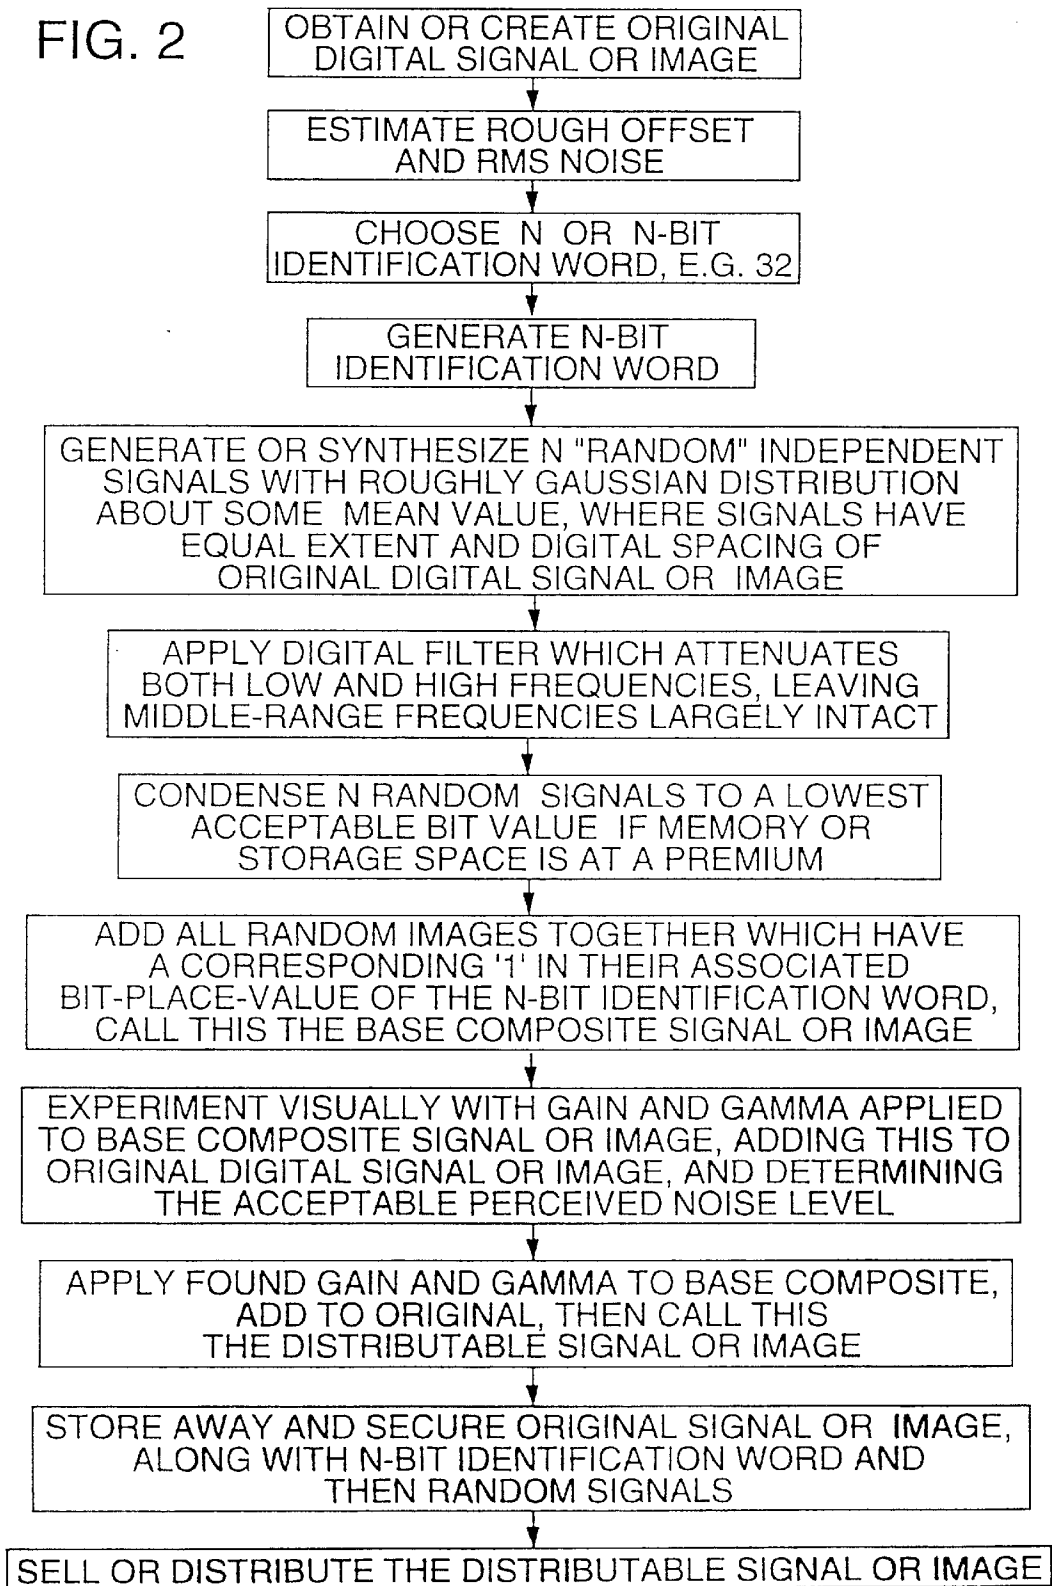 FIG. 2
OBTAIN OR CREATE ORIGINAL
DIGITAL SIGNAL OR IMAGE
ESTIMATE ROUGH OFFSET
AND RMS NOISE
CHOOSE N OR N-BIT
IDENTIFICATION WORD, E.G. 32
GENERATE N-BIT
IDENTIFICATION WORD
GENERATE OR SYNTHESIZE N "RANDOM" INDEPENDENT
SIGNALS WITH ROUGHLY GAUSSIAN DISTRIBUTION
ABOUT SOME MEAN VALUE, WHERE SIGNALS HAVE
EQUAL EXTENT AND DIGITAL SPACING OF
ORIGINAL DIGITAL SIGNAL OR IMAGE
APPLY DIGITAL FILTER WHICH ATTENUATES
BOTH LOW AND HIGH FREQUENCIES, LEAVING
MIDDLE-RANGE FREQUENCIES LARGELY INTACT
CONDENSE N RANDOM SIGNALS TO A LOWEST
ACCEPTABLE BIT VALUE IF MEMORY OR
STORAGE SPACE IS AT A PREMIUM
ADD ALL RANDOM IMAGES TOGETHER WHICH HAVE
A CORRESPONDING '1' IN THEIR ASSOCIATED
BIT-PLACE-VALUE OF THE N-BIT IDENTIFICATION WORD,
CALL THIS THE BASE COMPOSITE SIGNAL OR IMAGE
EXPERIMENT VISUALLY WITH GAIN AND GAMMA APPLIED
TO BASE COMPOSITE SIGNAL OR IMAGE, ADDING THIS TO
ORIGINAL DIGITAL SIGNAL OR IMAGE, AND DETERMINING
THE ACCEPTABLE PERCEIVED NOISE LEVEL
APPLY FOUND GAIN AND GAMMA TO BASE COMPOSITE,
ADD TO ORIGINAL, THEN CALL THIS
THE DISTRIBUTABLE SIGNAL OR IMAGE
STORE AWAY AND SECURE ORIGINAL SIGNAL OR IMAGE,
ALONG WITH N-BIT IDENTIFICATION WORD AND
THEN RANDOM SIGNALS
SELL OR DISTRIBUTE THE DISTRIBUTABLE SIGNAL OR IMAGE